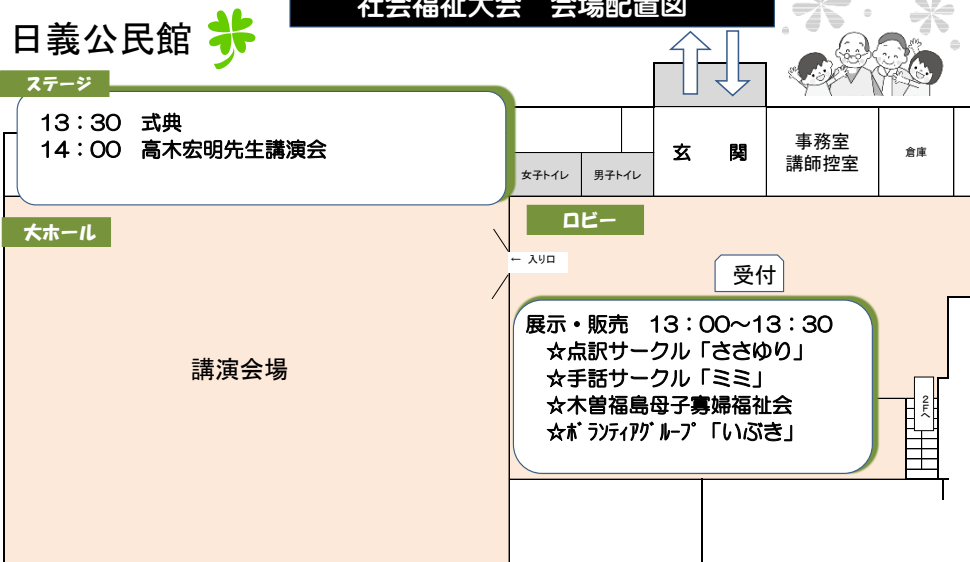 社会福祉大会　会場配置図
日義公民館
ステージ
13：30　式典
14：00　高木宏明先生講演会
女子トイレ
男子トイレ
玄　関
事務室
講師控室
倉庫
大ホール
ロビー
← 入り口
受付
講演会場
展示・販売　13：00～13：30
☆点訳サークル「ささゆり」
☆手話サークル「ミミ」
☆木曽福島母子寡婦福祉会
☆ﾎﾞﾗﾝﾃｨｱｸﾞﾙｰﾌﾟ「いぶき」
2Fへ